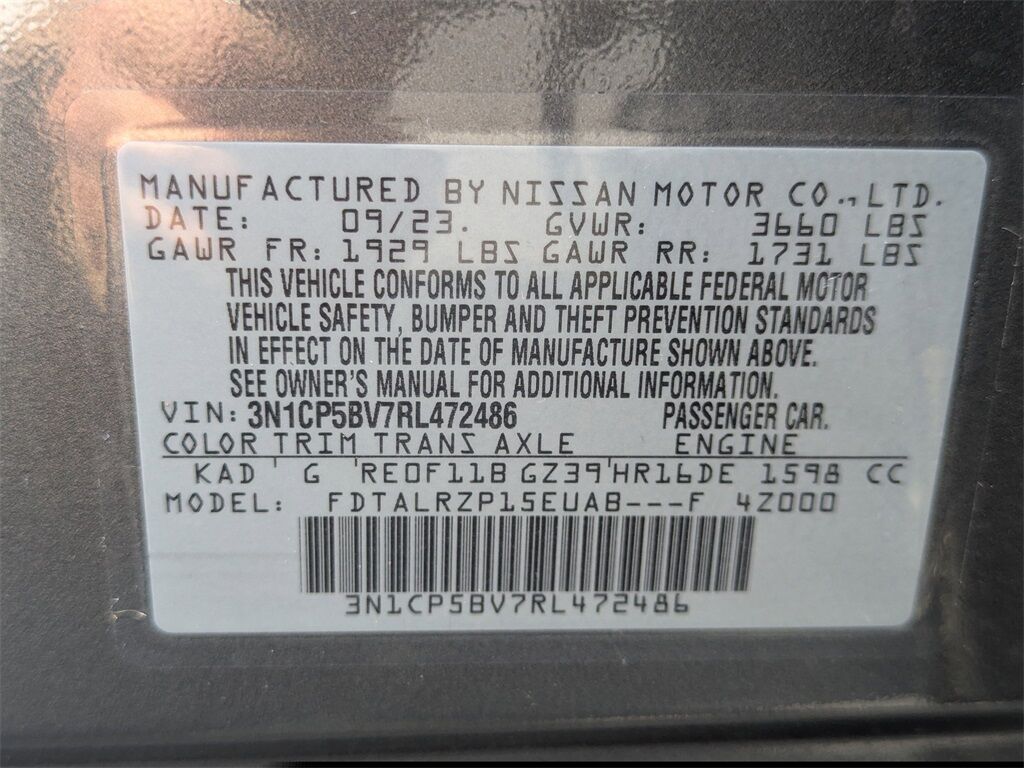 MANUFACTURED BY NISSAN MOTOR CO., LTD.
DATE: 09/23. GVWR: 3660 LBS
GAWR FR: 1929 LBS GAWR RR: 1731 LBS
THIS VEHICLE CONFORMS TO ALL APPLICABLE FEDERAL MOTOR
VEHICLE SAFETY, BUMPER AND THEFT PREVENTION STANDARDS
IN EFFECT ON THE DATE OF MANUFACTURE SHOWN ABOVE.
SEE OWNER'S MANUAL FOR ADDITIONAL INFORMATION.
VIN: 3N1CP5BV7RL472486 PASSENGER CAR.
COLOR TRIM TRANS AXLE ENGINE
KAD ' G 'RE0F11B GZ39'HR16DE 1598 CC
MODEL: FDTALRZP15EUAB---F 4Z000
3N1CP5BV7RL472486